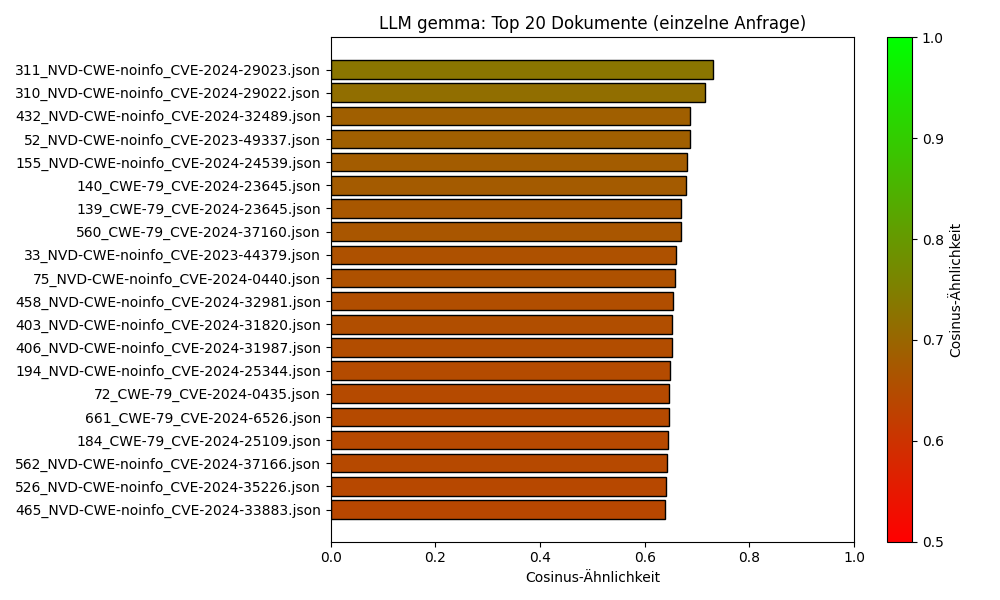 LLM gemma: Top 20 Dokumente (einzelne Anfrage)
311_NVD-CWE-noinfo_CVE-2024-29023.json
310_NVD-CWE-noinfo_CVE-2024-29022.json
432_NVD-CWE-noinfo_CVE-2024-32489.json
52_NVD-CWE-noinfo_CVE-2023-49337.json
155_NVD-CWE-noinfo_CVE-2024-24539.json
140_CWE-79_CVE-2024-23645.json
139_CWE-79_CVE-2024-23645.json
560_CWE-79_CVE-2024-37160.json
33_NVD-CWE-noinfo_CVE-2023-44379.json
75_NVD-CWE-noinfo_CVE-2024-0440.json
458_NVD-CWE-noinfo_CVE-2024-32981.json
403_NVD-CWE-noinfo_CVE-2024-31820.json
406_NVD-CWE-noinfo_CVE-2024-31987.json
194_NVD-CWE-noinfo_CVE-2024-25344.json
72_CWE-79_CVE-2024-0435.json
661_CWE-79_CVE-2024-6526.json
184_CWE-79_CVE-2024-25109.json
562_NVD-CWE-noinfo_CVE-2024-37166.json
526_NVD-CWE-noinfo_CVE-2024-35226.json
465_NVD-CWE-noinfo_CVE-2024-33883.json
0.0 0.2 0.4 0.6 0.8 1.0
Cosinus-Ähnlichkeit
1.0
0.9
0.8
0.7
0.6
0.5
Cosinus-Ähnlichkeit